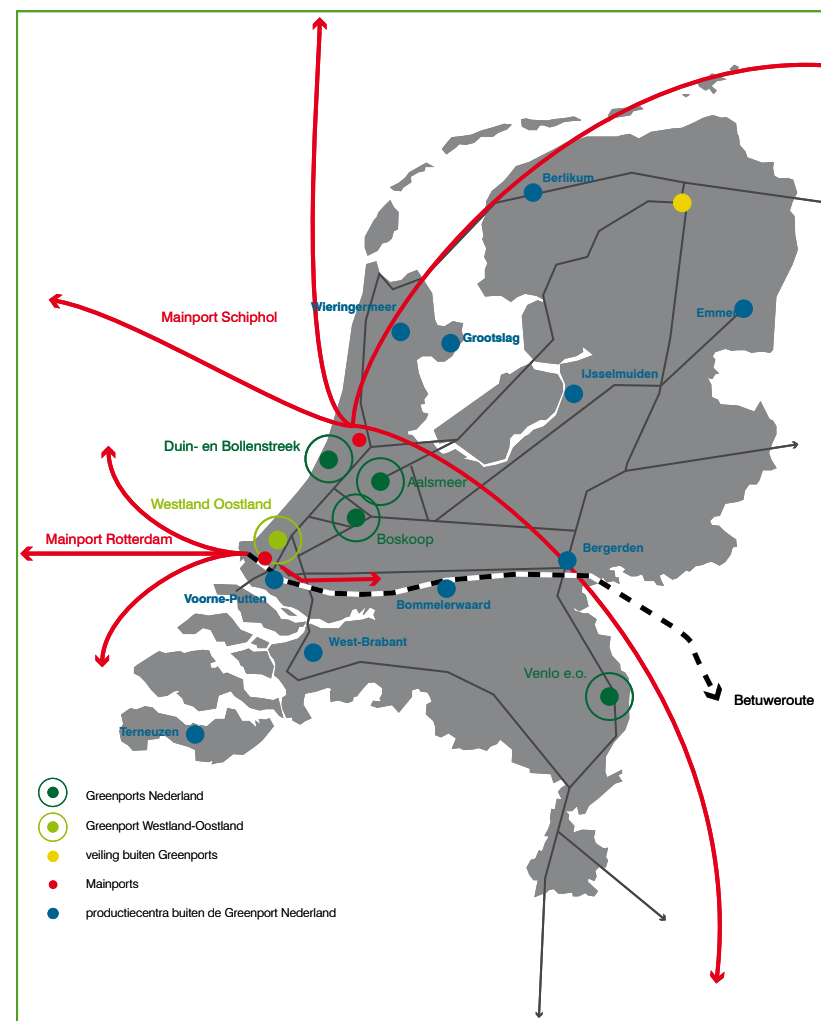 Berlikum
Wieringermeer
Mainport Schiphol
Emmen
Grootslag
IJsselmuiden
Duin- en Bollenstreek
Aalsmeer
Westland Oostland
Mainport Rotterdam
Boskoop
Bergerden
Voorne-Putten
Bommelerwaard
West-Brabant
Venlo e.o.
Betuweroute
Terneuzen
Greenports Nederland
Greenport Westland-Oostland
veiling buiten Greenports
Mainports
productiecentra buiten de Greenport Nederland